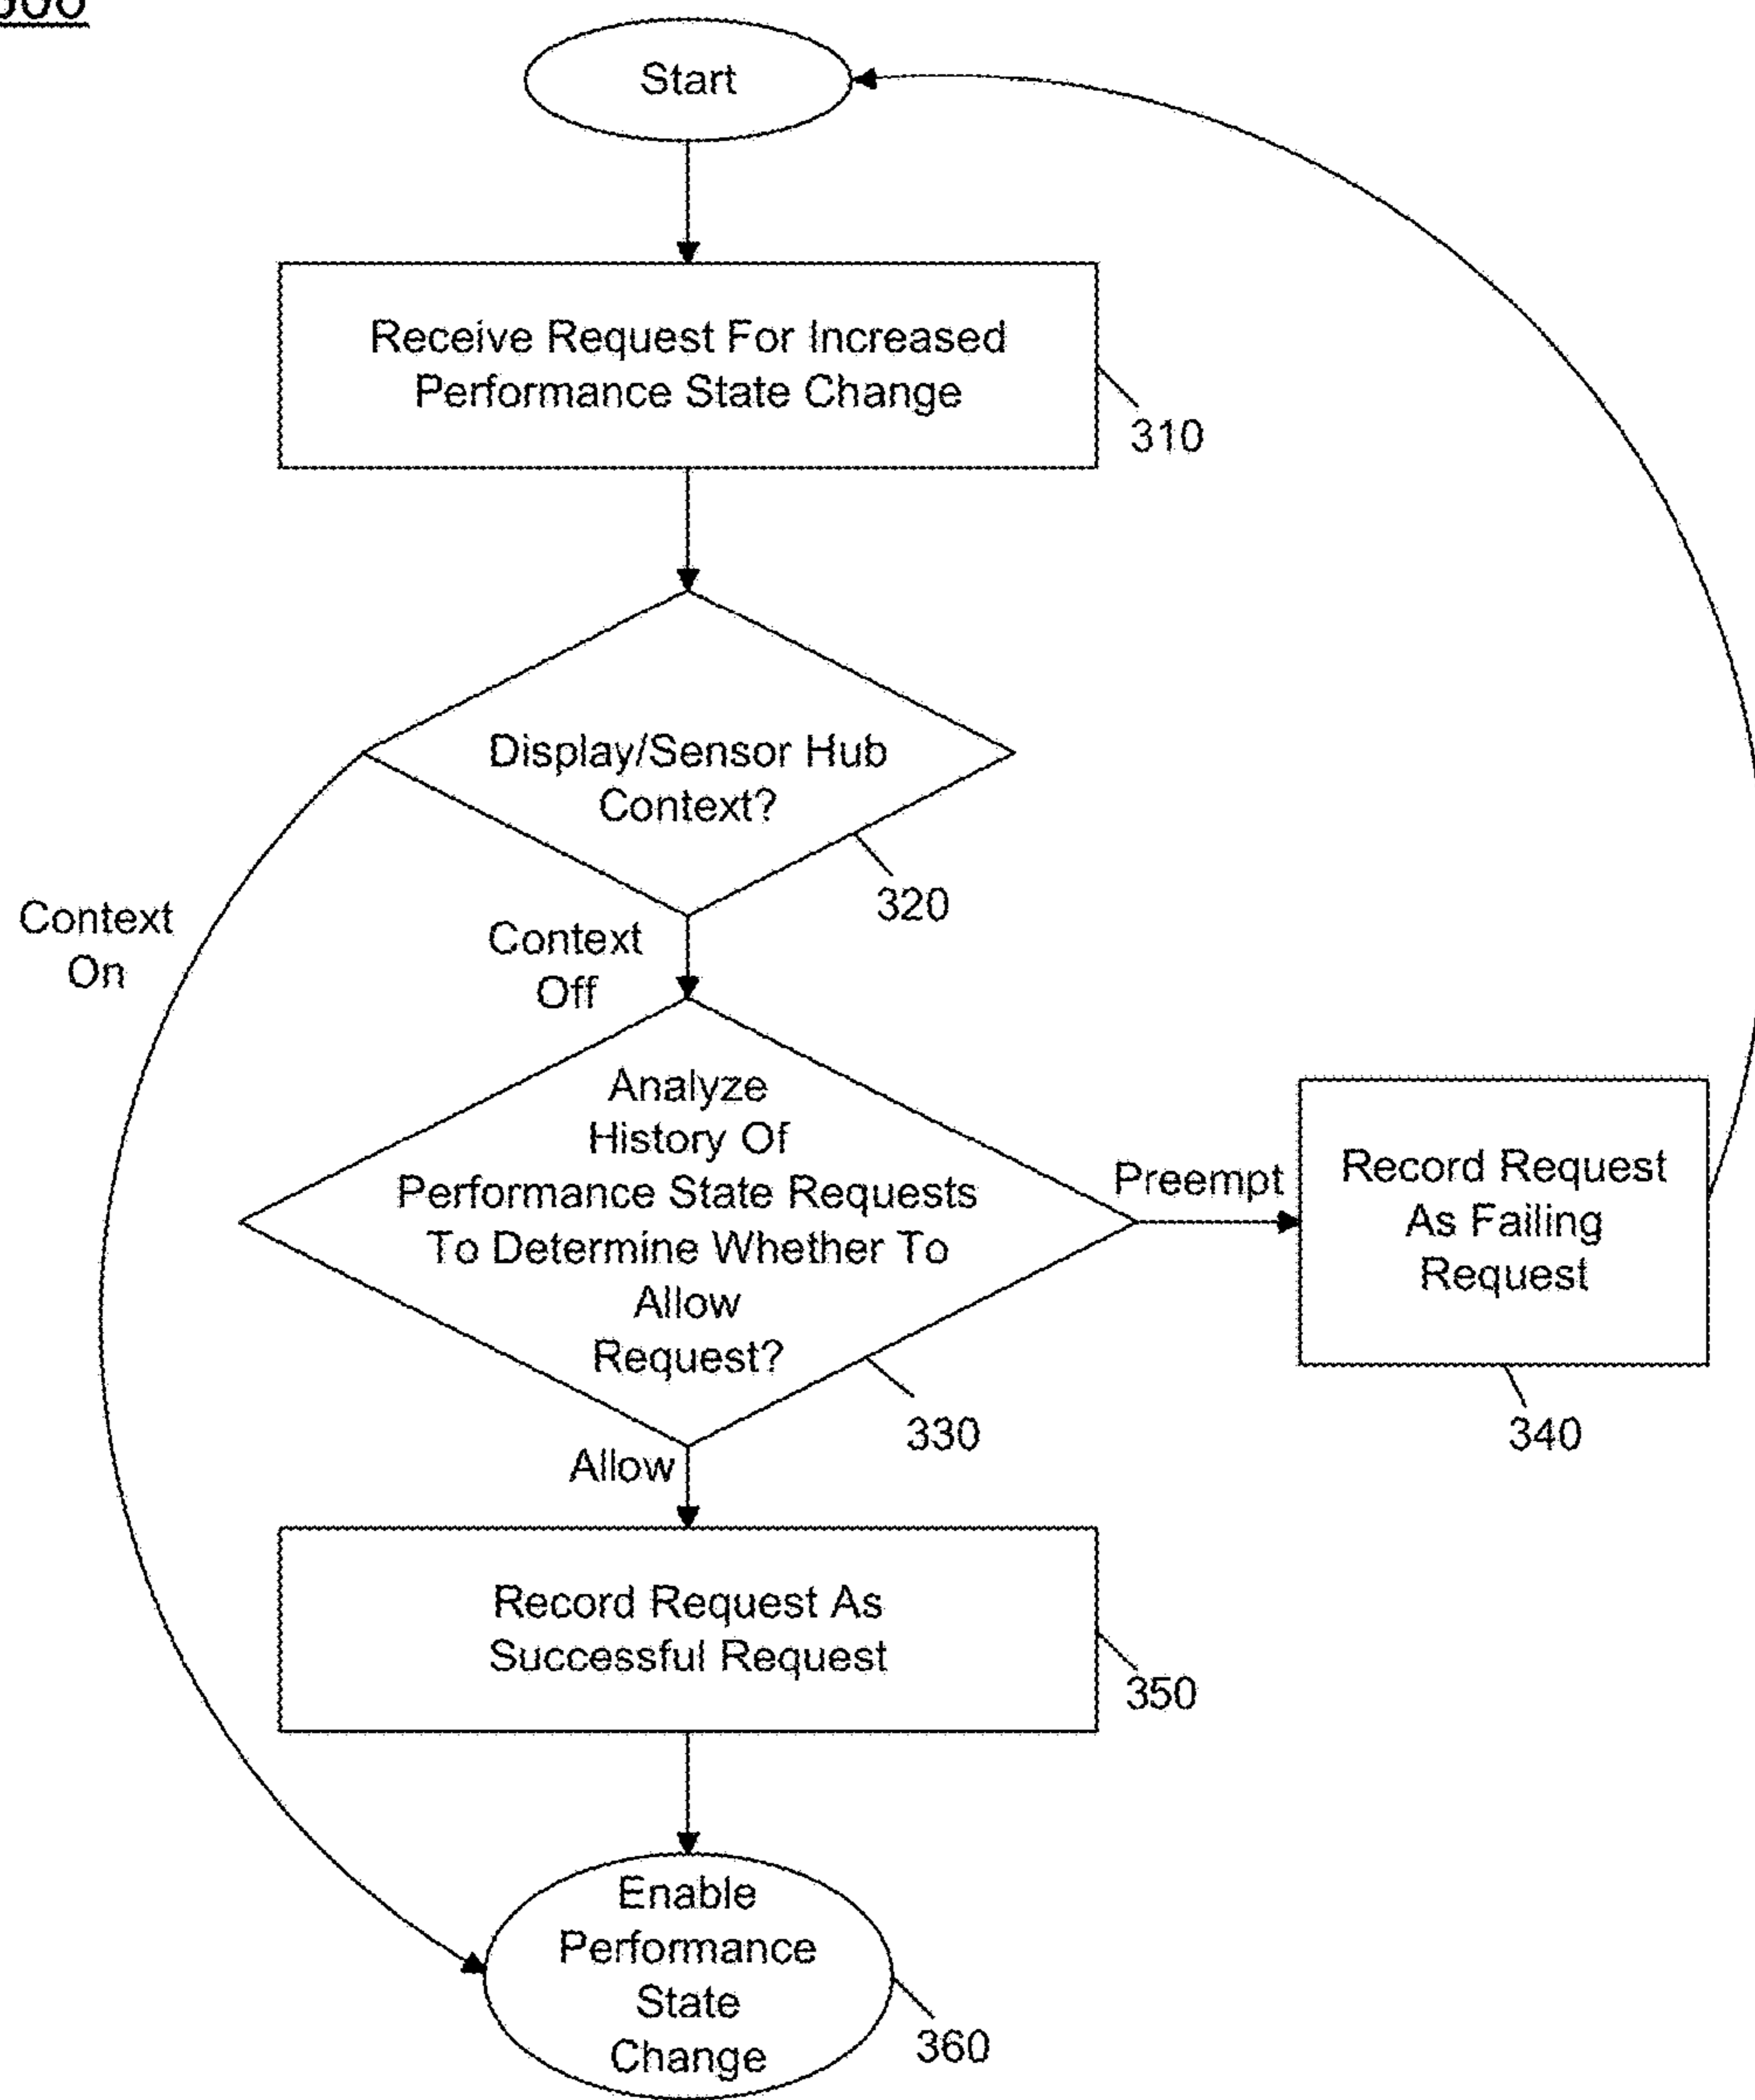 Start
Receive Request For Increased
Performance State Change
310
Display/Sensor Hub
Context?
320
Context
On
Context
Off
Analyze
History Of
Performance State Requests
To Determine Whether To
Allow
Request?
330
Preempt
Record Request
As Failing
Request
340
Allow
Record Request As
Successful Request
350
Enable
Performance
State
Change
360